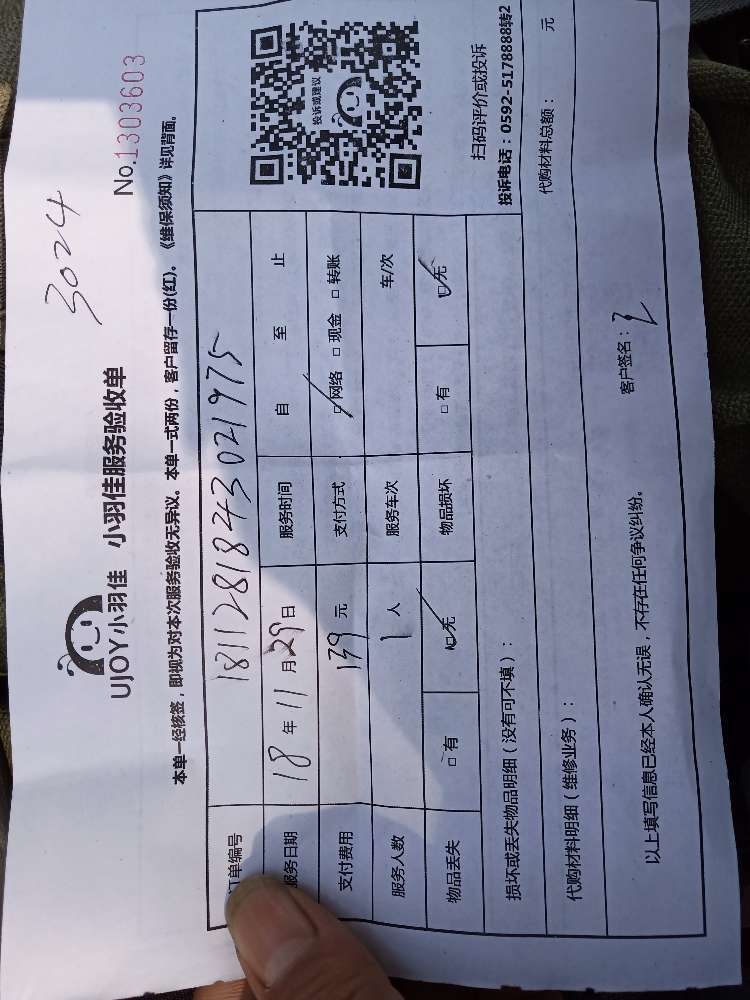 3024
UJOY小羽佳 小羽佳服务验收单
No.1303603
本单一经核签，即视为对本次服务验收无异议。本单一式两份，客户留存一份(红)。《维保须知》详见背面。
订单编号 1811281843021975
服务日期 18年11月29日 服务时间 自 至 止
支付费用 139元 支付方式 ☑网络 □现金 □转账
服务人数 1人 服务车次 车/次
物品丢失 □有 ☑无 物品损坏 □有 ☑无
投诉或建议
扫码评价或投诉
投诉电话：0592-5178888转2
损坏或丢失物品明细（没有可不填）：
代购材料明细（维修业务）： 代购材料总额： 元
以上填写信息已经本人确认无误，不存在任何争议纠纷。 客户签名：